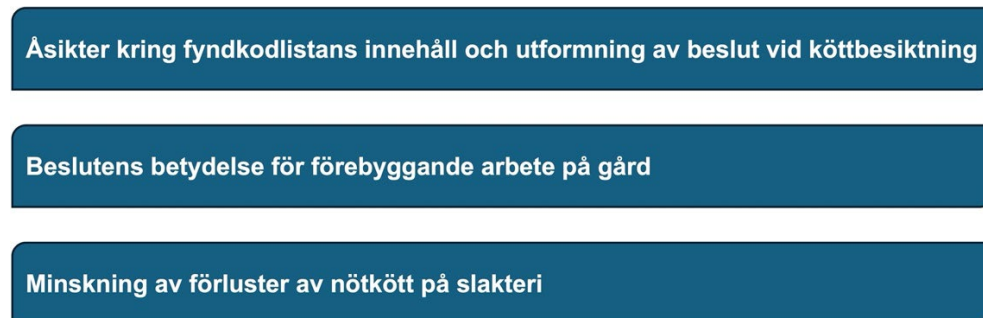 Åsikter kring fyndkodlistans innehåll och utformning av beslut vid köttbesiktning
Beslutens betydelse för förebyggande arbete på gård
Minskning av förluster av nötkött på slakteri